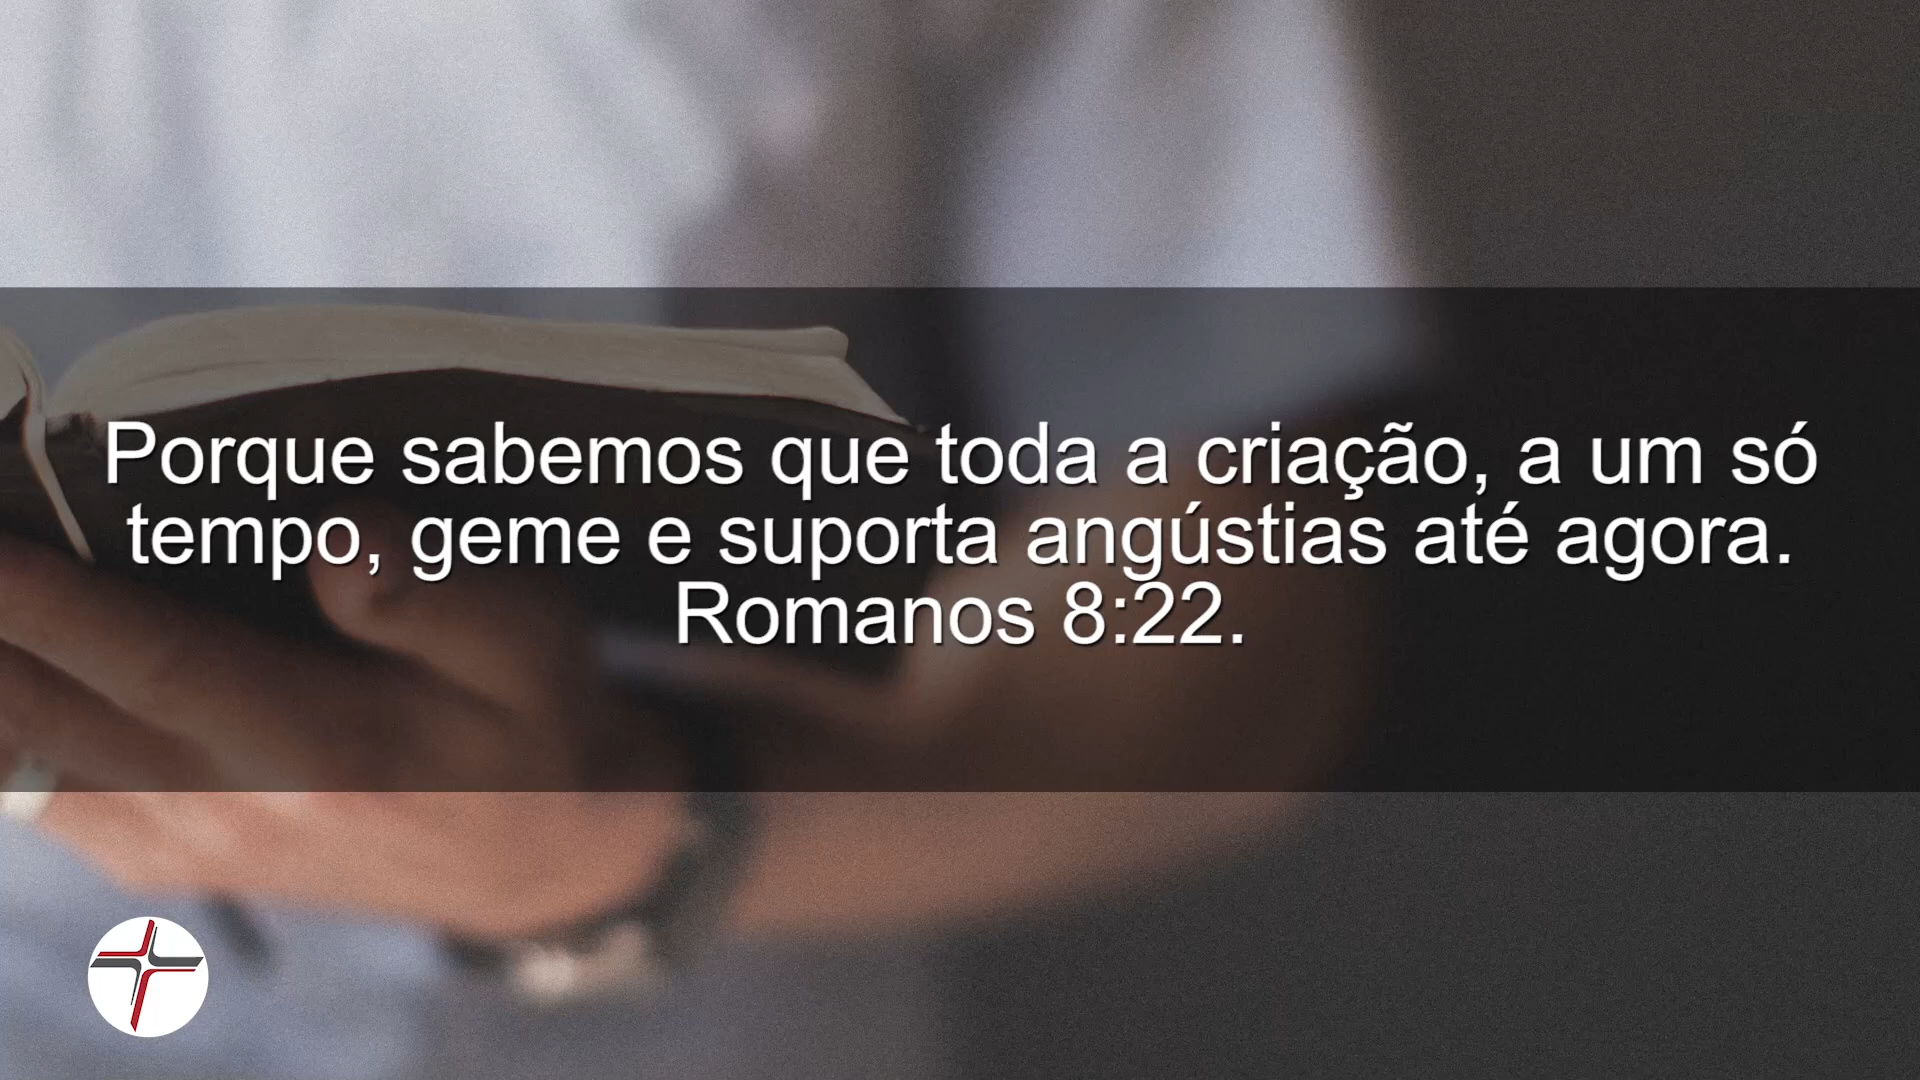 Porque sabemos que toda a criação, a um só
tempo, geme e suporta angústias até agora.
Romanos 8:22.